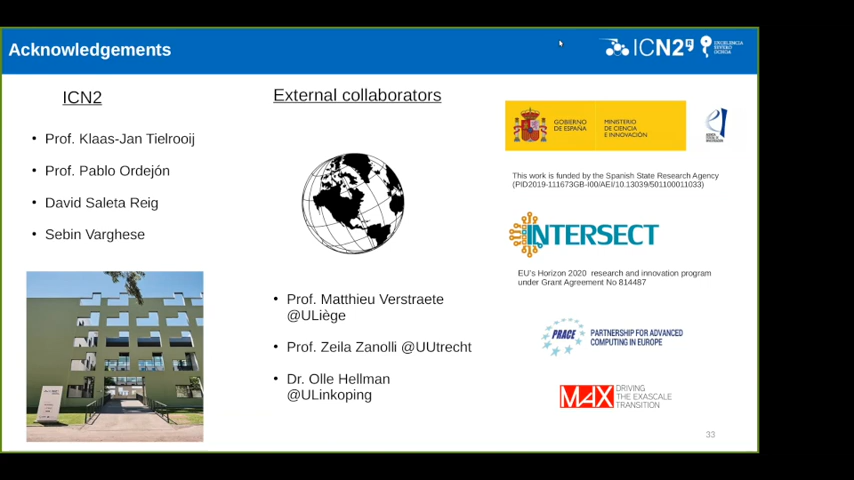 Acknowledgements
ICN2
EXCELENCIA
SEVERO
OCHOA
ICN2
• Prof. Klaas-Jan Tielrooij
• Prof. Pablo Ordejón
• David Saleta Reig
• Sebin Varghese
External collaborators
• Prof. Matthieu Verstraete
@ULiège
• Prof. Zeila Zanolli @UUtrecht
• Dr. Olle Hellman
@ULinkoping
GOBIERNO
DE ESPAÑA
MINISTERIO
DE CIENCIA
E INNOVACIÓN
This work is funded by the Spanish State Research Agency
(PID2019-111673GB-I00/AEI/10.13039/501100011033)
INTERSECT
EU's Horizon 2020 research and innovation program
under Grant Agreement No 814487
PRACE
PARTNERSHIP FOR ADVANCED
COMPUTING IN EUROPE
MAX
DRIVING
THE EXASCALE
TRANSITION
33